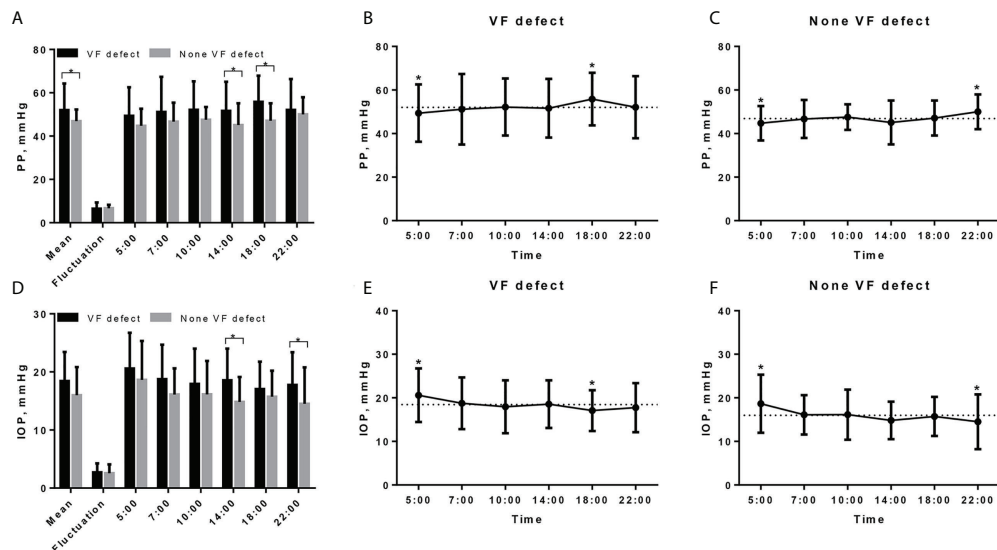 A
VF defect
None VF defect
PP, mmHg
80
60
40
20
0
*
*
*
Mean
Fluctuation
5:00
7:00
10:00
14:00
18:00
22:00
B
VF defect
PP, mmHg
80
60
40
20
0
*
*
5:00
7:00
10:00
14:00
18:00
22:00
Time
C
None VF defect
PP, mmHg
80
60
40
20
0
*
*
5:00
7:00
10:00
14:00
18:00
22:00
Time
D
VF defect
None VF defect
IOP, mmHg
30
20
10
0
*
*
Mean
Fluctuation
5:00
7:00
10:00
14:00
18:00
22:00
E
VF defect
IOP, mmHg
40
30
20
10
0
*
*
5:00
7:00
10:00
14:00
18:00
22:00
Time
F
None VF defect
IOP, mmHg
40
30
20
10
0
*
*
5:00
7:00
10:00
14:00
18:00
22:00
Time